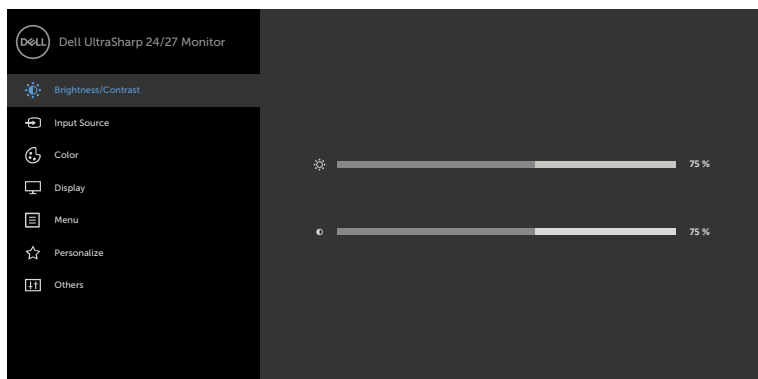 DELL
Dell UltraSharp 24/27 Monitor
Brightness/Contrast
Input Source
Color
75 %
Display
Menu
75 %
Personalize
Others